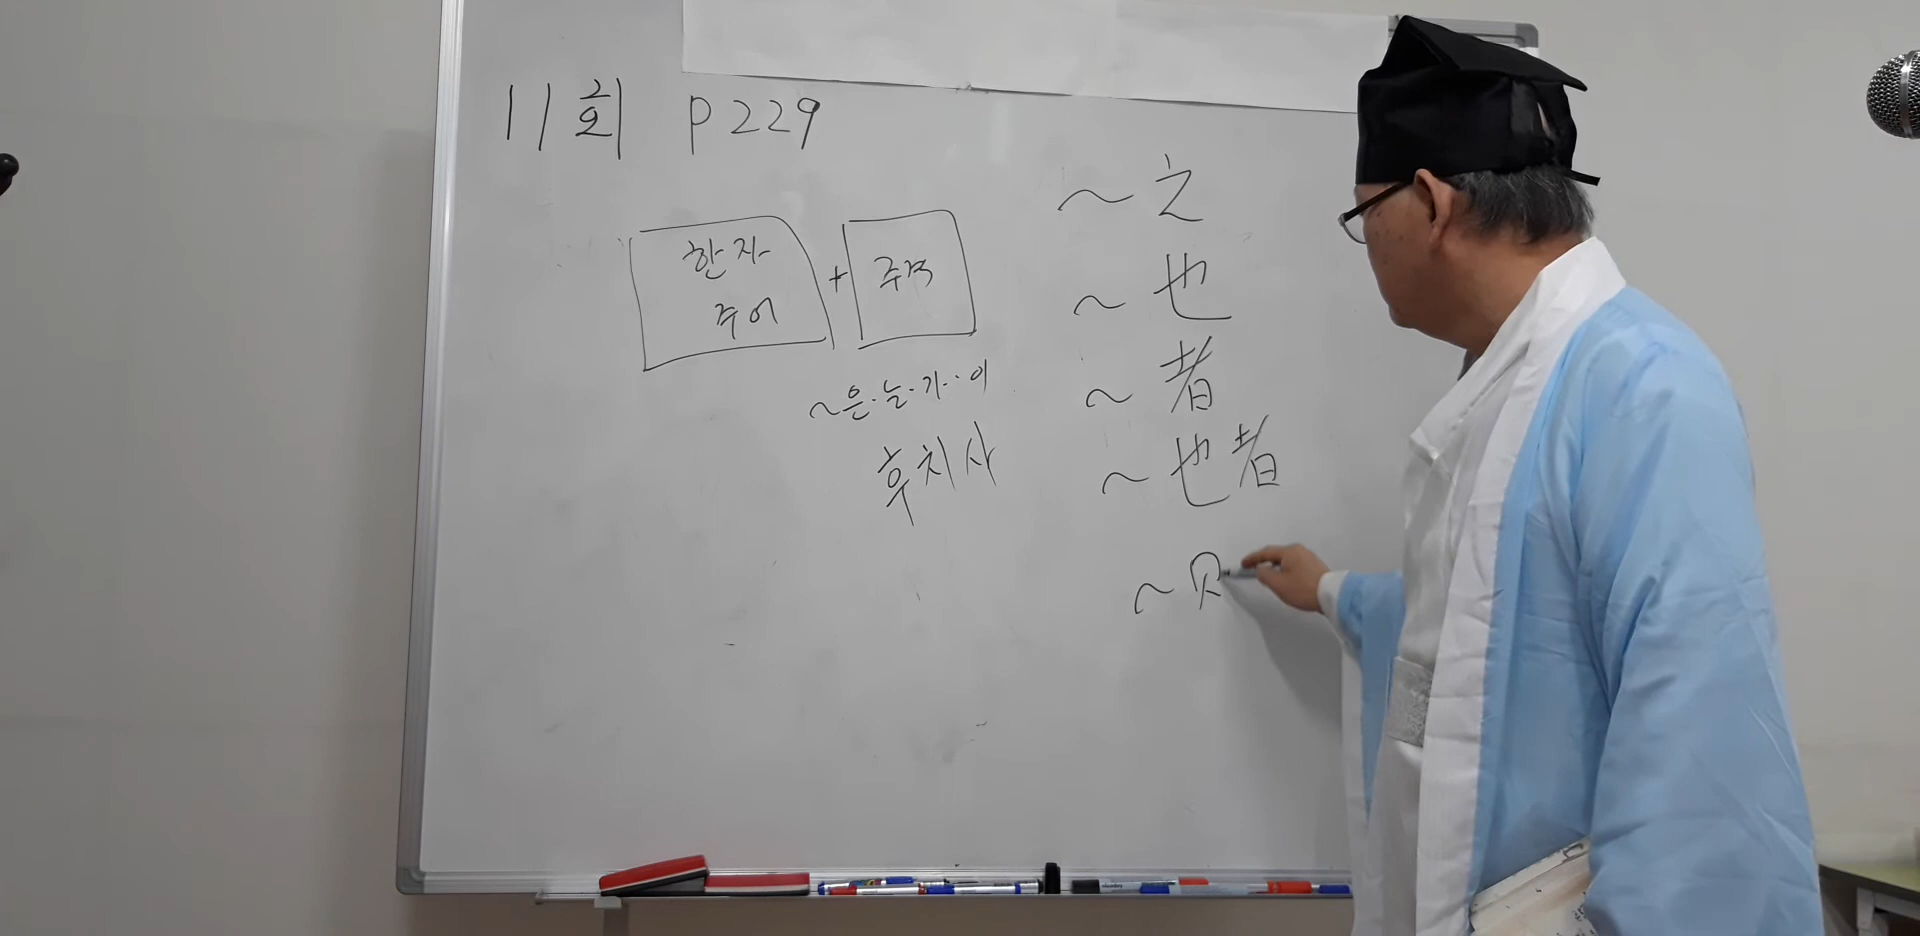 11회 p229
한자
주어
+
주격
~은·는·가·이
후치사
~之
~也
~者
~也者
~